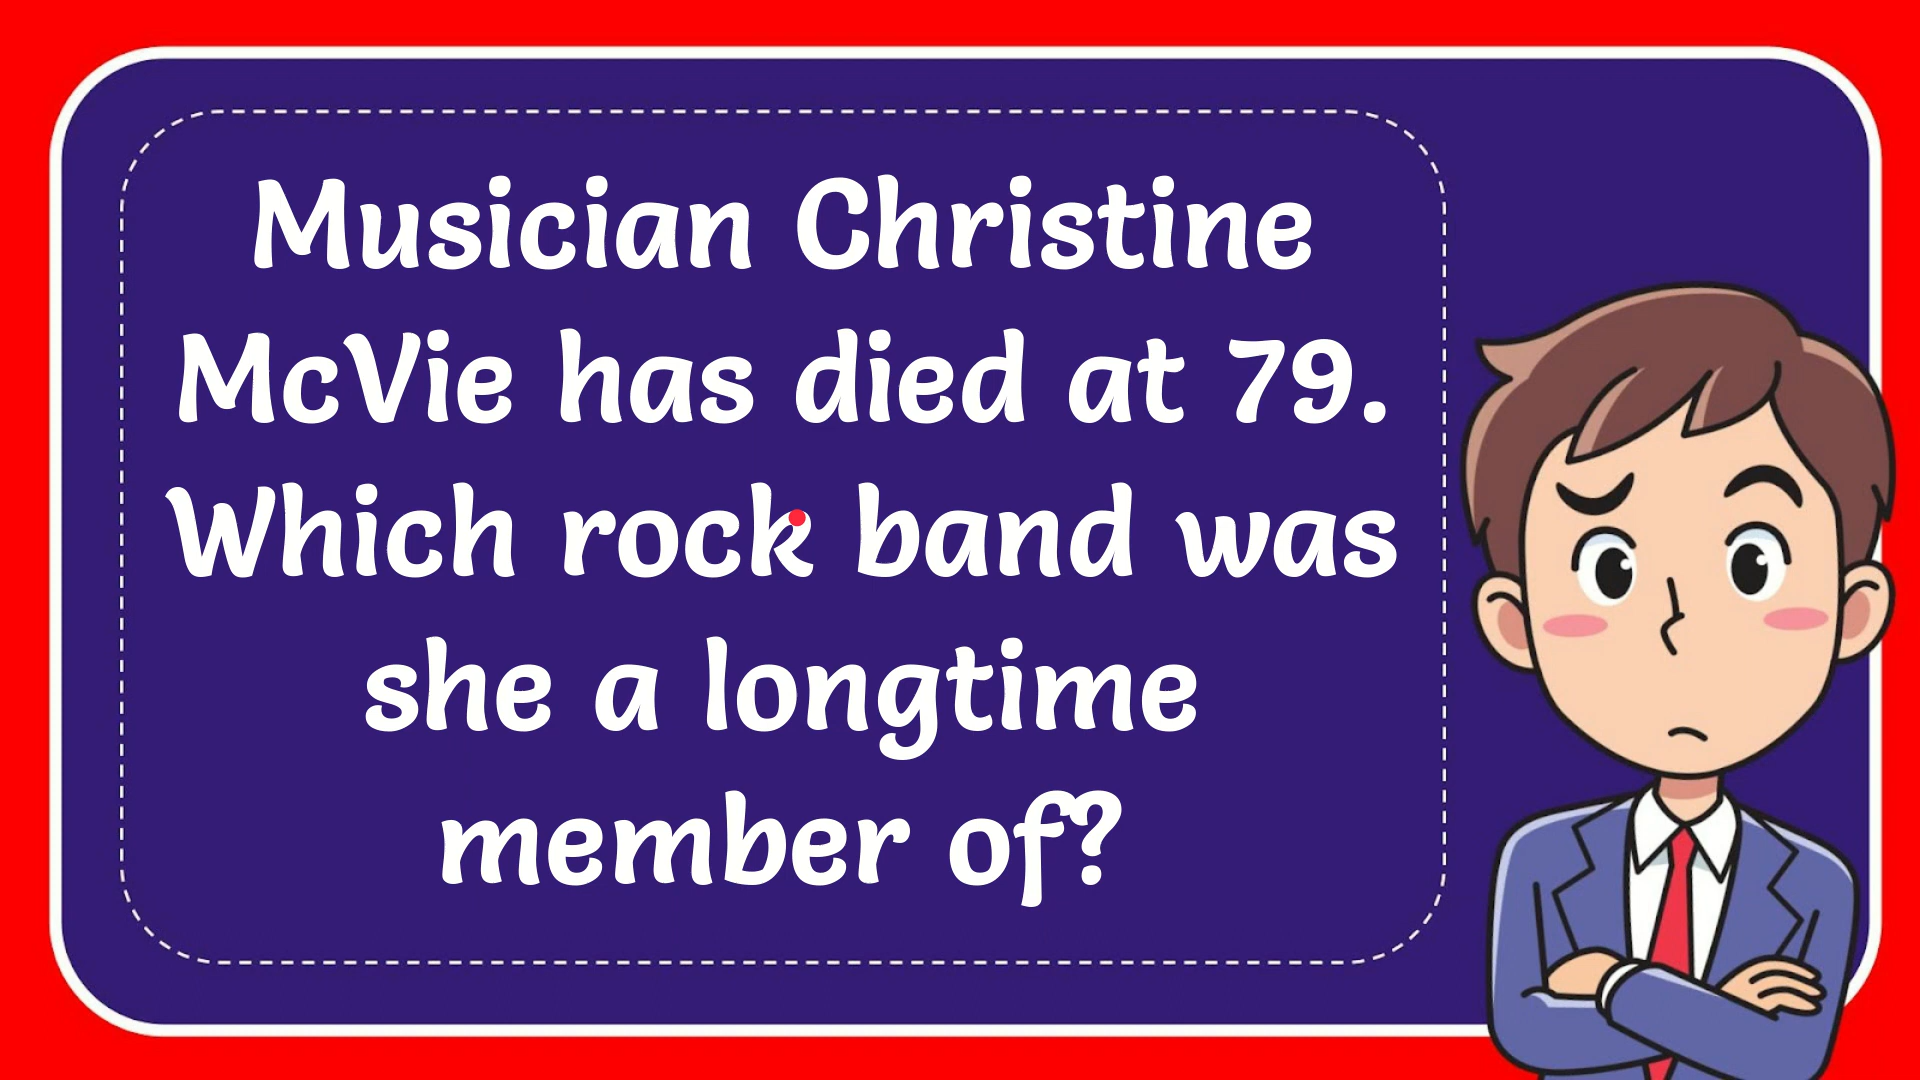 Musician Christine
McVie has died at 79.
Which rock band was
she a longtime
member of?